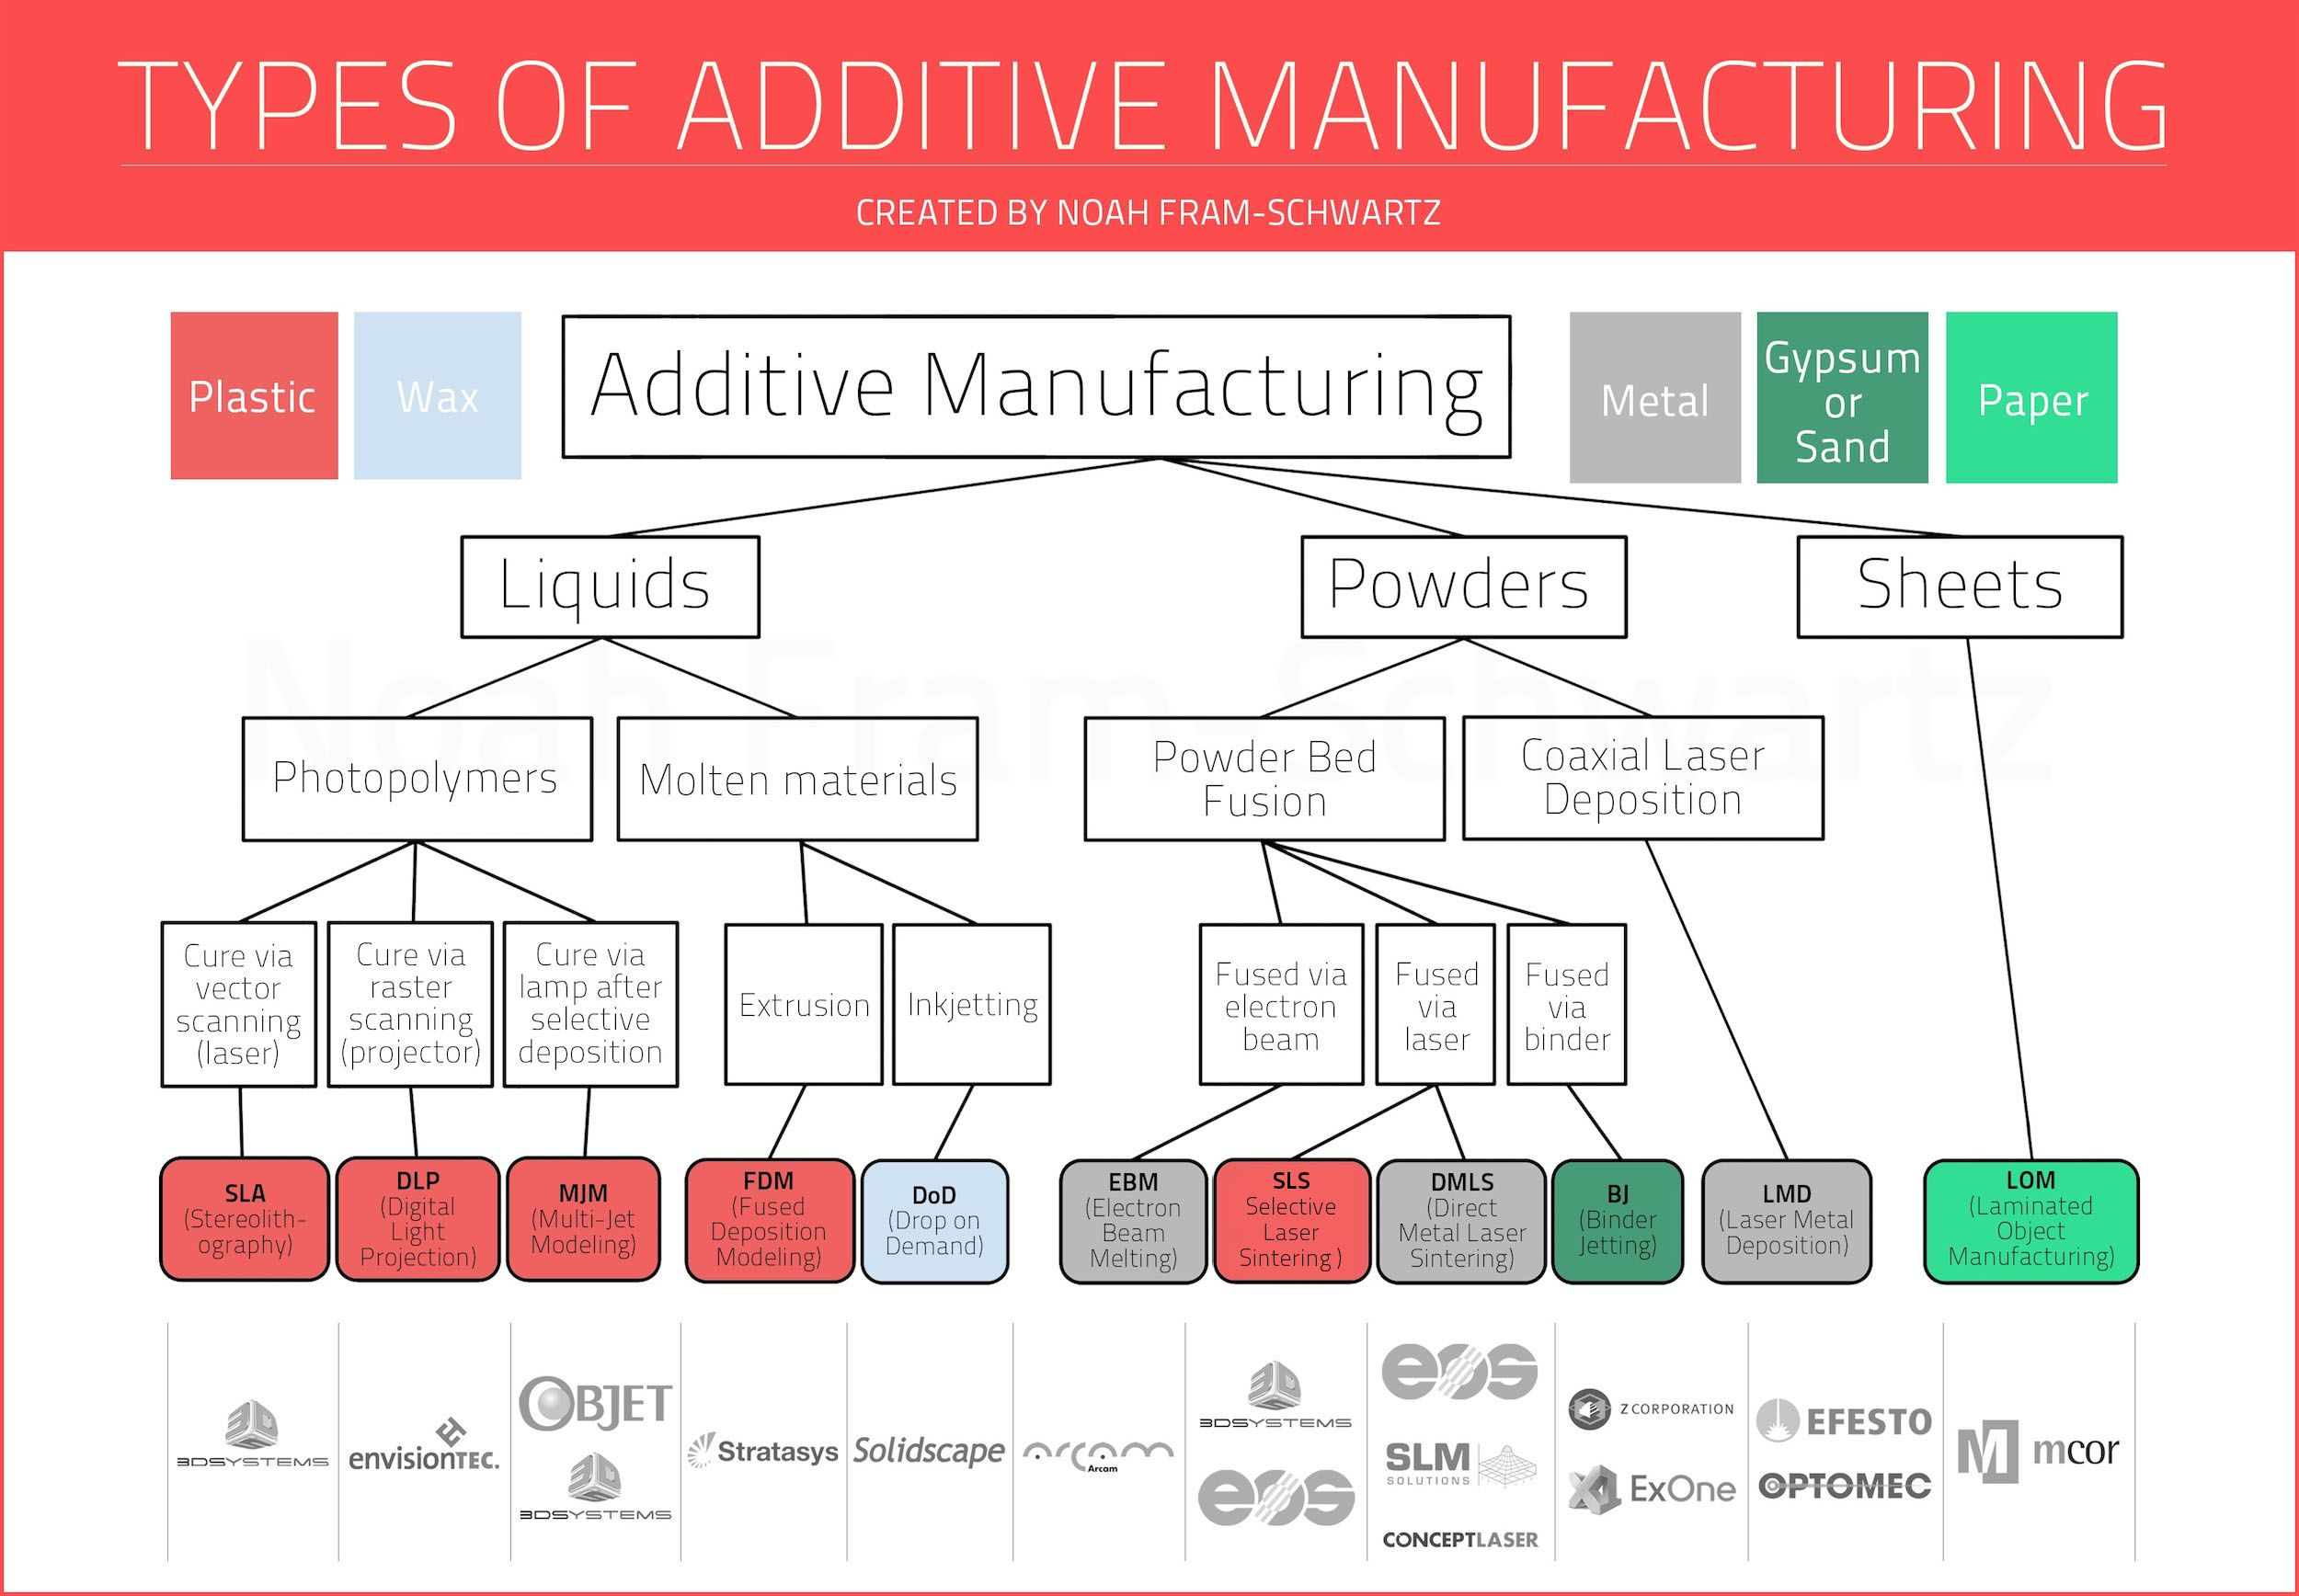 TYPES OF ADDITIVE MANUFACTURING
CREATED BY NOAH FRAM-SCHWARTZ
Plastic
Wax
Additive Manufacturing
Metal
Gypsum
or
Sand
Paper
Liquids
Powders
Sheets
Noah Fram-Schwartz
Photopolymers
Molten materials
Powder Bed
Fusion
Coaxial Laser
Deposition
Cure via
vector
scanning
(laser)
Cure via
raster
scanning
(projector)
Cure via
lamp after
selective
deposition
Extrusion
Inkjetting
Fused via
electron
beam
Fused
via
laser
Fused
via
binder
SLA
(Stereolith-
ography)
DLP
(Digital
Light
Projection)
MJM
(Multi-Jet
Modeling)
FDM
(Fused
Deposition
Modeling)
DoD
(Drop on
Demand)
EBM
(Electron
Beam
Melting)
SLS
Selective
Laser
Sintering )
DMLS
(Direct
Metal Laser
Sintering)
BJ
(Binder
Jetting)
LMD
(Laser Metal
Deposition)
LOM
(Laminated
Object
Manufacturing)
3DSYSTEMS
envisionTEC.
OBJET
3DSYSTEMS
Stratasys
Solidscape
arcam
Arcam
3DSYSTEMS
eos
eos
SLM
SOLUTIONS
CONCEPTLASER
Z CORPORATION
ExOne
EFESTO
OPTOMEC
M mcor